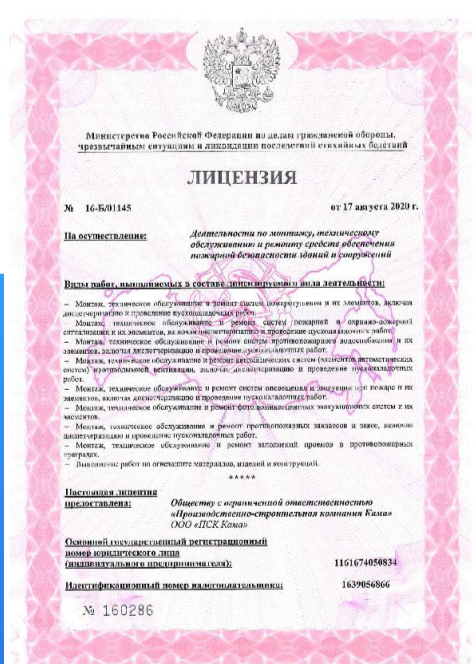 Министерство Российской Федерации по делам гражданской обороны,
чрезвычайным ситуациям и ликвидации последствий стихийных бедствий
ЛИЦЕНЗИЯ
№ 16-Б/01145
от 17 августа 2020 г.
На осуществление:
Деятельности по монтажу, техническому
обслуживанию и ремонту средств обеспечения
пожарной безопасности зданий и сооружений
Виды работ, выполняемых в составе лицензируемого вида деятельности:
– Монтаж, техническое обслуживание и ремонт систем пожаротушения и их элементов, включая
диспетчеризацию и проведение пусконаладочных работ.
– Монтаж, техническое обслуживание и ремонт систем пожарной и охранно-пожарной
сигнализации и их элементов, включая диспетчеризацию и проведение пусконаладочных работ.
– Монтаж, техническое обслуживание и ремонт систем противопожарного водоснабжения и их
элементов, включая диспетчеризацию и проведение пусконаладочных работ.
– Монтаж, техническое обслуживание и ремонт автоматических систем (элементов автоматических
систем) противодымной вентиляции, включая диспетчеризацию и проведение пусконаладочных
работ.
– Монтаж, техническое обслуживание и ремонт систем оповещения и эвакуации при пожаре и их
элементов, включая диспетчеризацию и проведение пусконаладочных работ.
– Монтаж, техническое обслуживание и ремонт фотолюминесцентных эвакуационных систем и их
элементов.
– Монтаж, техническое обслуживание и ремонт противопожарных занавесов и завес, включая
диспетчеризацию и проведение пусконаладочных работ.
– Монтаж, техническое обслуживание и ремонт заполнений проемов в противопожарных
преградах.
– Выполнение работ по огнезащите материалов, изделий и конструкций.
*****
Настоящая лицензия
предоставлена:
Обществу с ограниченной ответственностью
«Производственно-строительная компания Кама»
ООО «ПСК Кама»
Основной государственный регистрационный
номер юридического лица
(индивидуального предпринимателя):
1161674050834
Идентификационный номер налогоплательщика:
1639056866
№ 160286